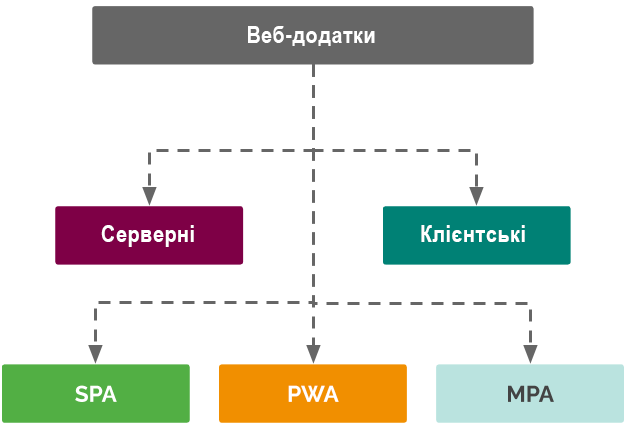 Веб-додатки
Серверні
Клієнтські
SPA
PWA
MPA